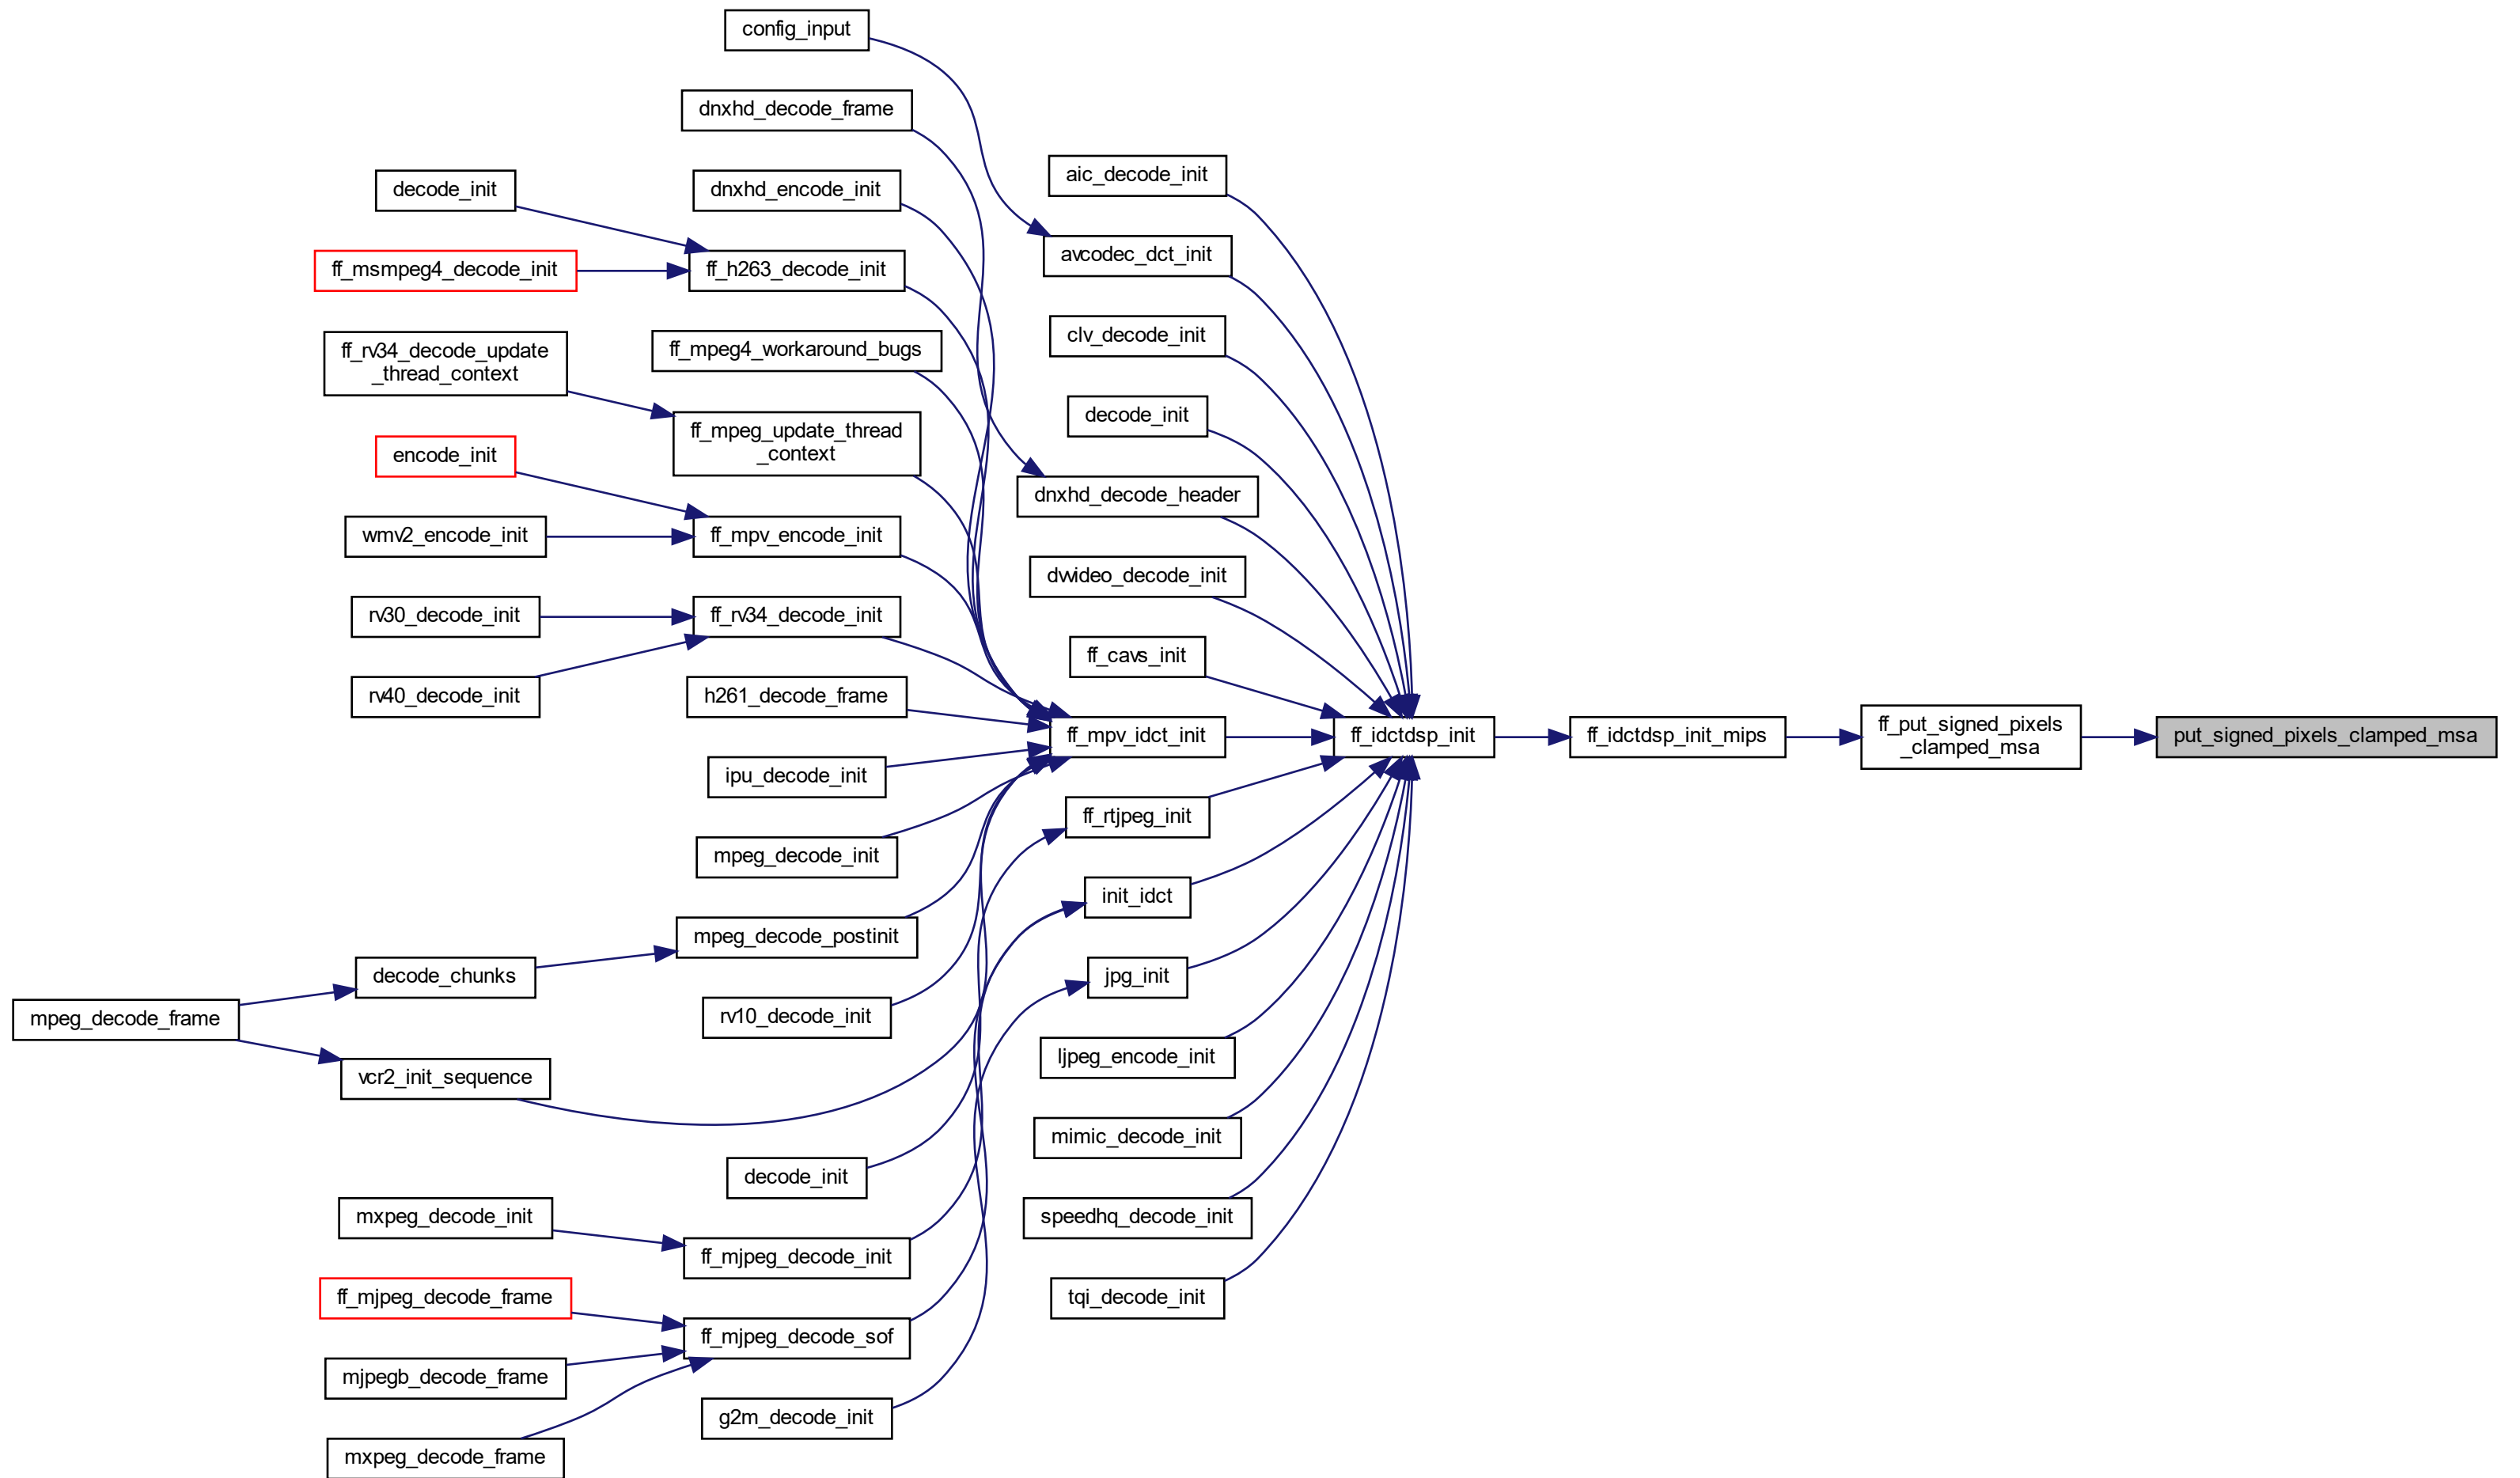 config_input
dnxhd_decode_frame
aic_decode_init
decode_init
dnxhd_encode_init
avcodec_dct_init
ff_msmpeg4_decode_init
ff_h263_decode_init
clv_decode_init
ff_rv34_decode_update
_thread_context
ff_mpeg4_workaround_bugs
decode_init
ff_mpeg_update_thread
_context
encode_init
dnxhd_decode_header
wmv2_encode_init
ff_mpv_encode_init
dvvideo_decode_init
rv30_decode_init
ff_rv34_decode_init
ff_cavs_init
rv40_decode_init
h261_decode_frame
ff_mpv_idct_init
ff_idctdsp_init
ff_idctdsp_init_mips
ff_put_signed_pixels
_clamped_msa
put_signed_pixels_clamped_msa
ipu_decode_init
ff_rtjpeg_init
mpeg_decode_init
init_idct
mpeg_decode_postinit
decode_chunks
jpg_init
mpeg_decode_frame
rv10_decode_init
ljpeg_encode_init
vcr2_init_sequence
mimic_decode_init
decode_init
mxpeg_decode_init
speedhq_decode_init
ff_mjpeg_decode_init
ff_mjpeg_decode_frame
tqi_decode_init
ff_mjpeg_decode_sof
mjpegb_decode_frame
g2m_decode_init
mxpeg_decode_frame